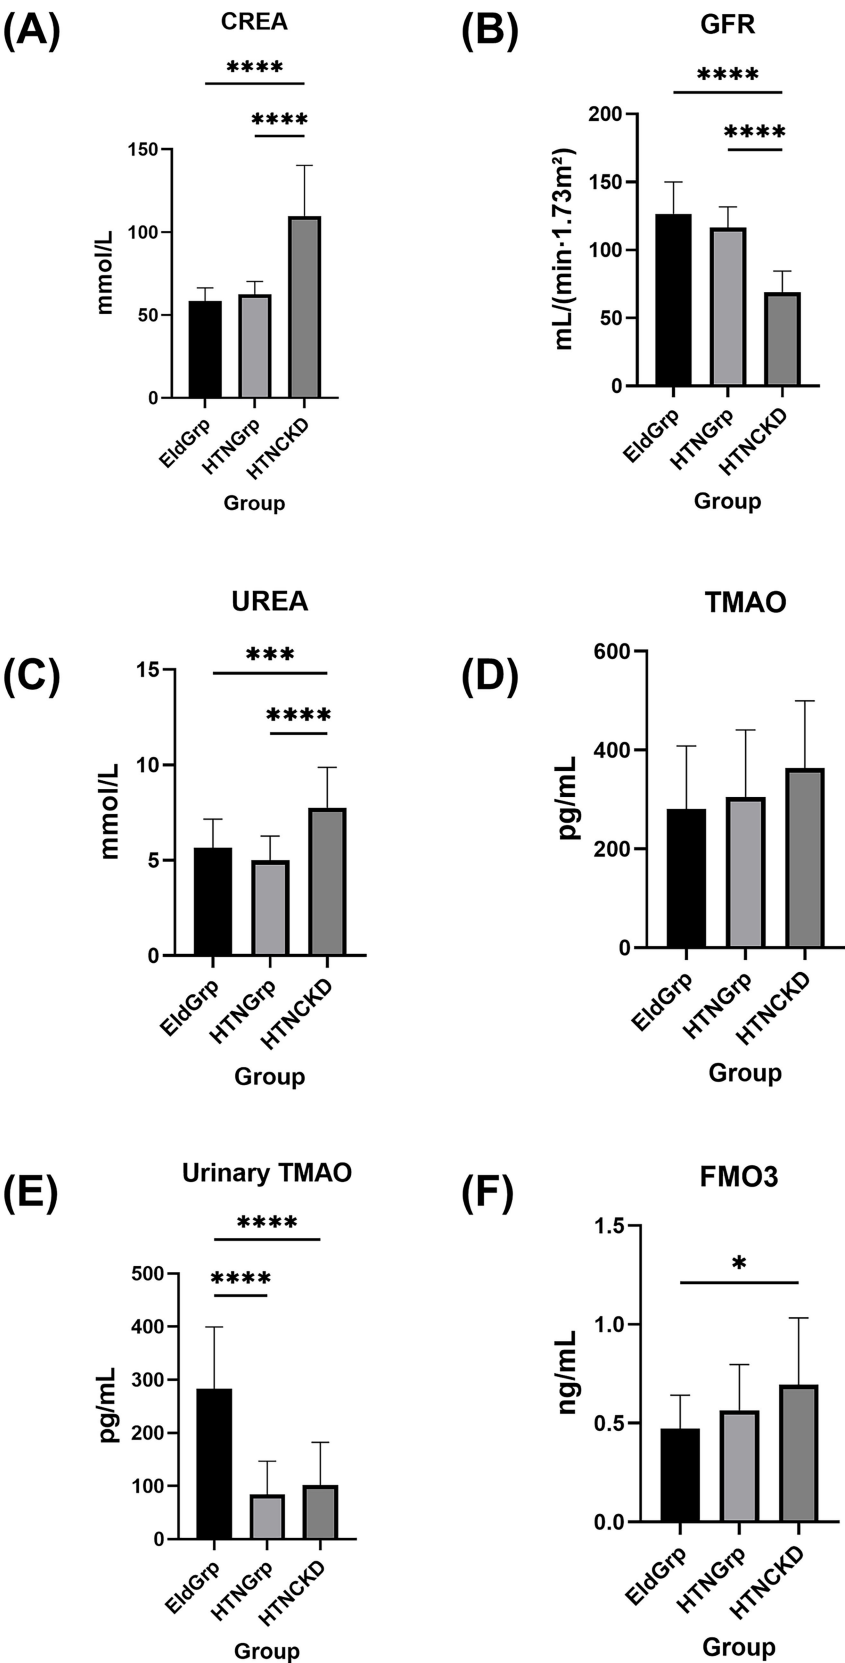 (A)
CREA
****
****
mmol/L
150
100
50
0
EldGrp
HTNGrp
HTNCKD
Group
(B)
GFR
****
****
mL/(min·1.73m²)
200
150
100
50
0
EldGrp
HTNGrp
HTNCKD
Group
(C)
UREA
***
****
mmol/L
15
10
5
0
EldGrp
HTNGrp
HTNCKD
Group
(D)
TMAO
pg/mL
600
400
200
0
EldGrp
HTNGrp
HTNCKD
Group
(E)
Urinary TMAO
****
****
pg/mL
500
400
300
200
100
0
EldGrp
HTNGrp
HTNCKD
Group
(F)
FMO3
*
ng/mL
1.5
1.0
0.5
0.0
EldGrp
HTNGrp
HTNCKD
Group